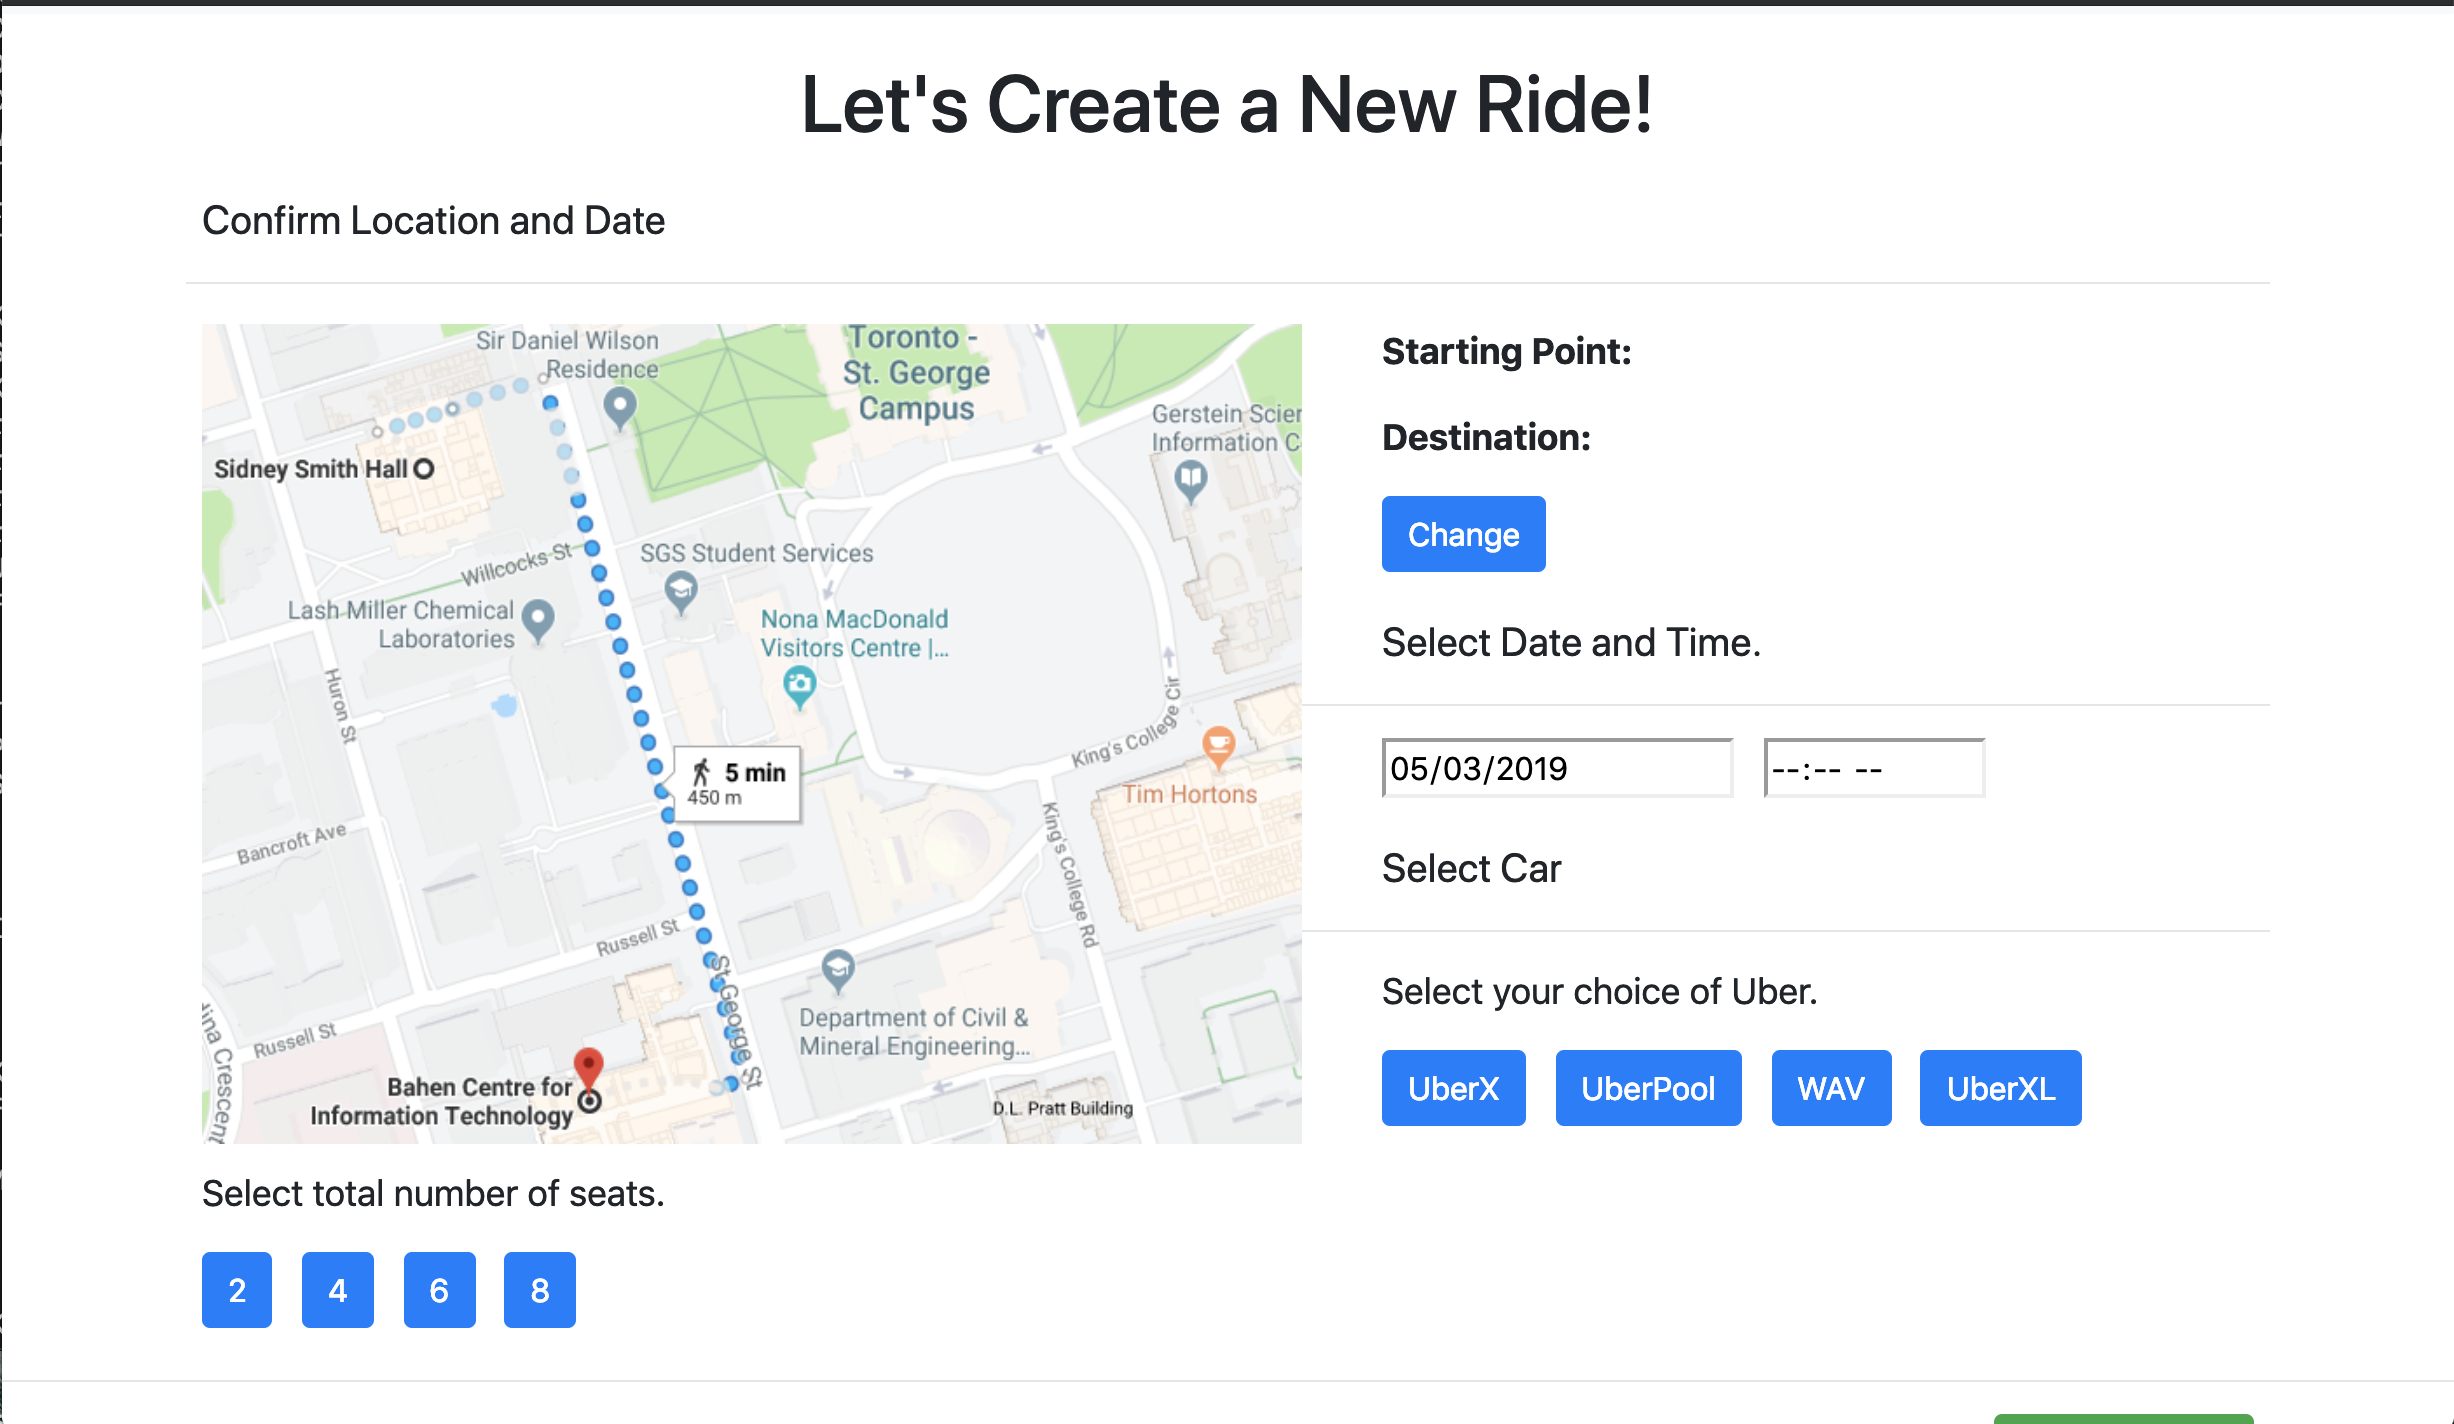 Let's Create a New Ride!
Confirm Location and Date
Sir Daniel Wilson
Residence
Toronto -
St. George
Campus
Gerstein Scien
Information C
Sidney Smith Hall
Willcocks St
SGS Student Services
Lash Miller Chemical
Laboratories
Nona MacDonald
Visitors Centre |...
Huron St
King's College Cir
5 min
450 m
Tim Hortons
Bancroft Ave
King's College Rd
Russell St
St George St
Department of Civil &
Mineral Engineering...
Russell St
ina Crescent
Bahen Centre for
Information Technology
D.L. Pratt Building
Starting Point:
Destination:
Change
Select Date and Time.
05/03/2019 --:-- --
Select Car
Select your choice of Uber.
UberX UberPool WAV UberXL
Select total number of seats.
2 4 6 8